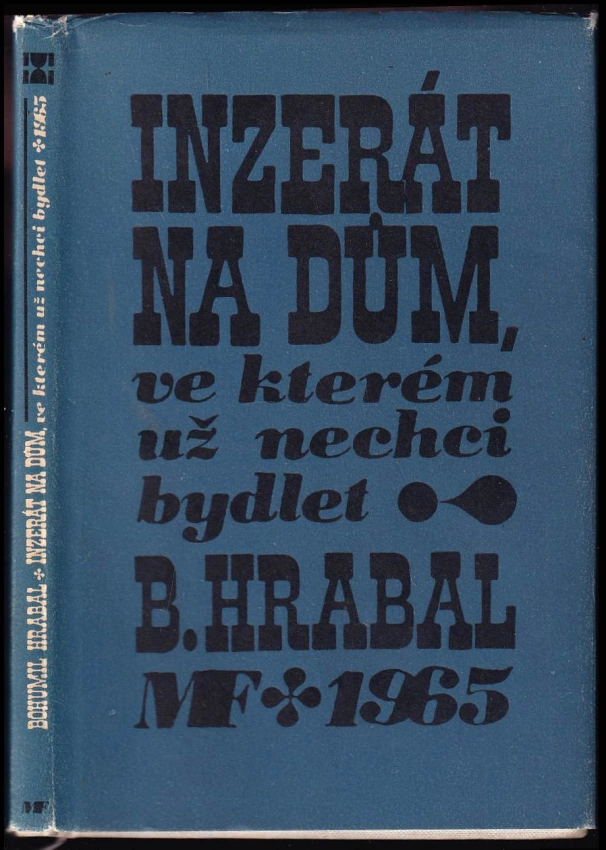 INZERÁT
NA DŮM,
ve kterém
už nechci
bydlet
B. HRABAL
MF 1965
BOHUMIL HRABAL INZERÁT NA DŮM, ve kterém už nechci bydlet 1965
MF